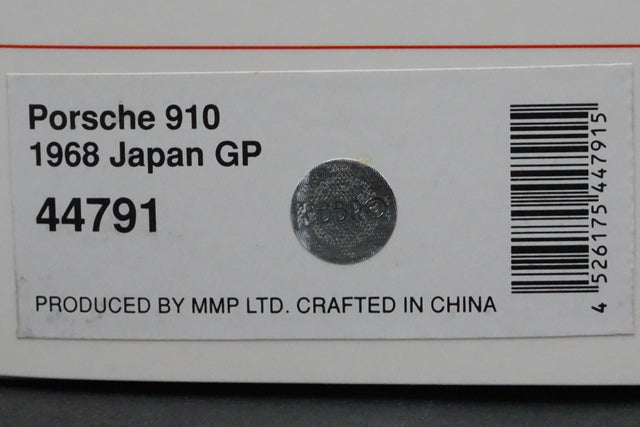 Porsche 910
1968 Japan GP
44791
PRODUCED BY MMP LTD. CRAFTED IN CHINA
4 526175 447915